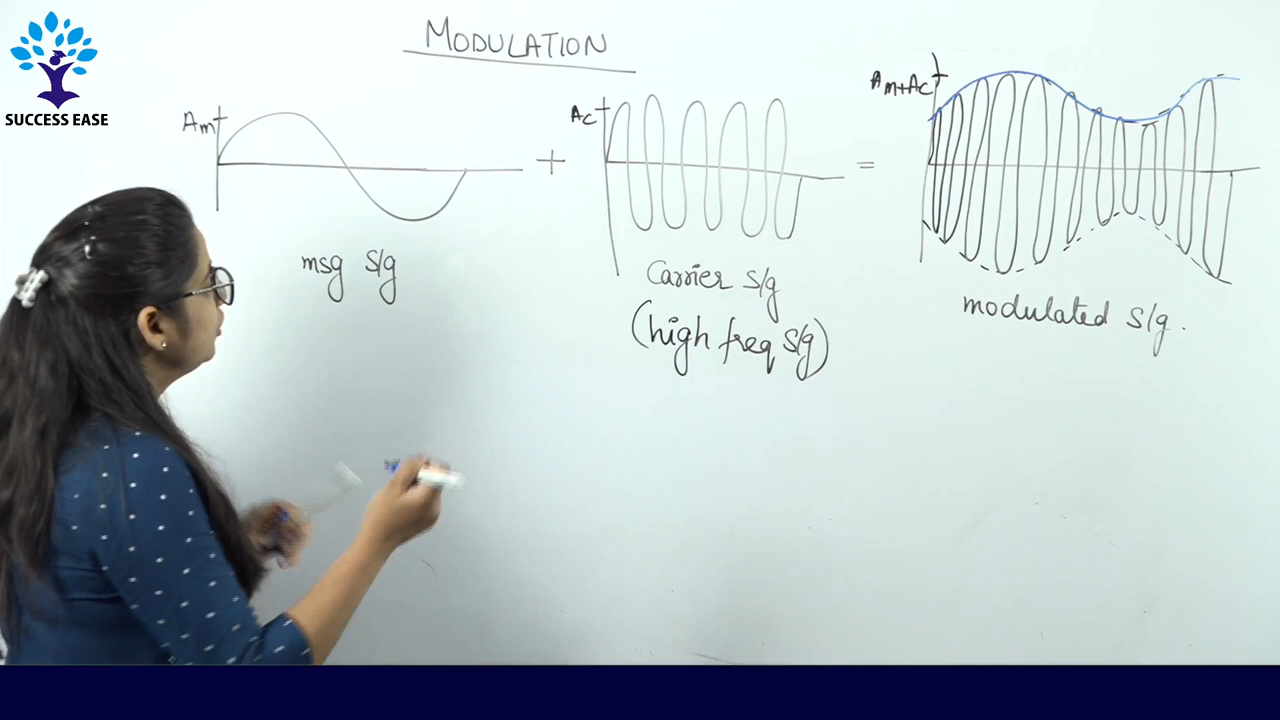 SUCCESS EASE
MODULATION
Am
+
Ac
=
Am+Ac
msg s/g
Carrier s/g
(high freq s/g)
modulated s/g.